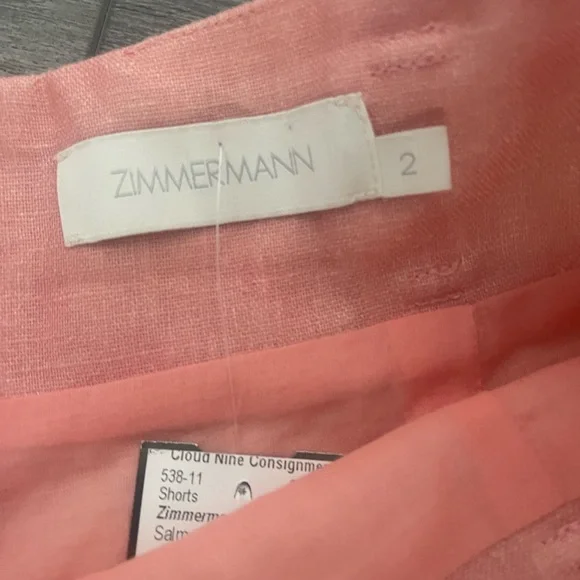 ZIMMERMANN
2
Cloud Nine Consignme
538-11
Shorts
Zimmerm
Salm